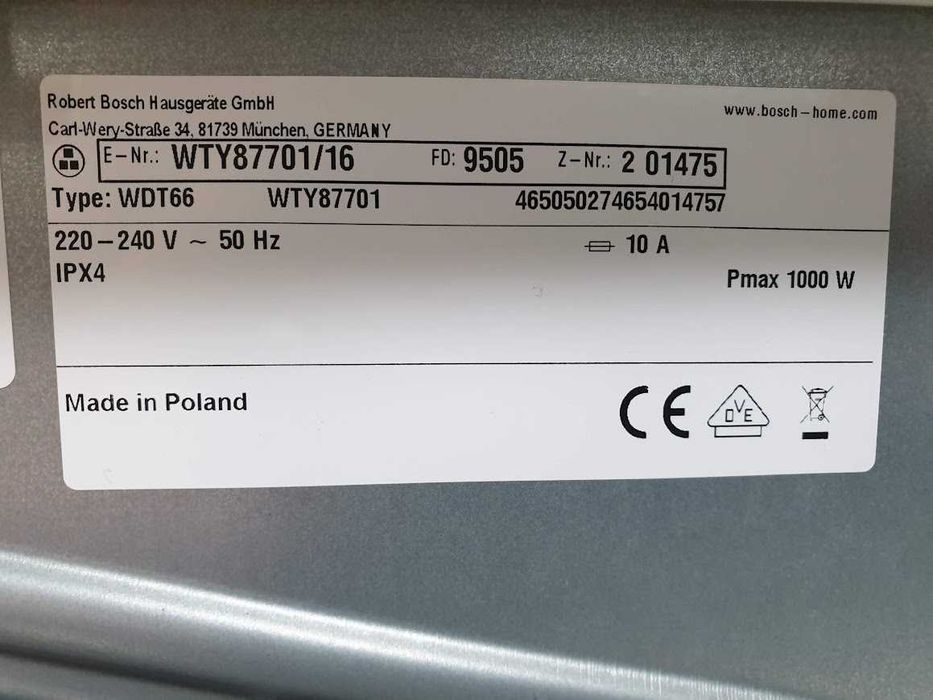 Robert Bosch Hausgeräte GmbH
www.bosch-home.com
Carl-Wery-Straße 34, 81739 München, GERMANY
E-Nr.: WTY87701/16 FD: 9505 Z-Nr.: 2 01475
Type: WDT66 WTY87701 465050274654014757
220-240 V ~ 50 Hz 10 A
IPX4 Pmax 1000 W
Made in Poland CE DVE